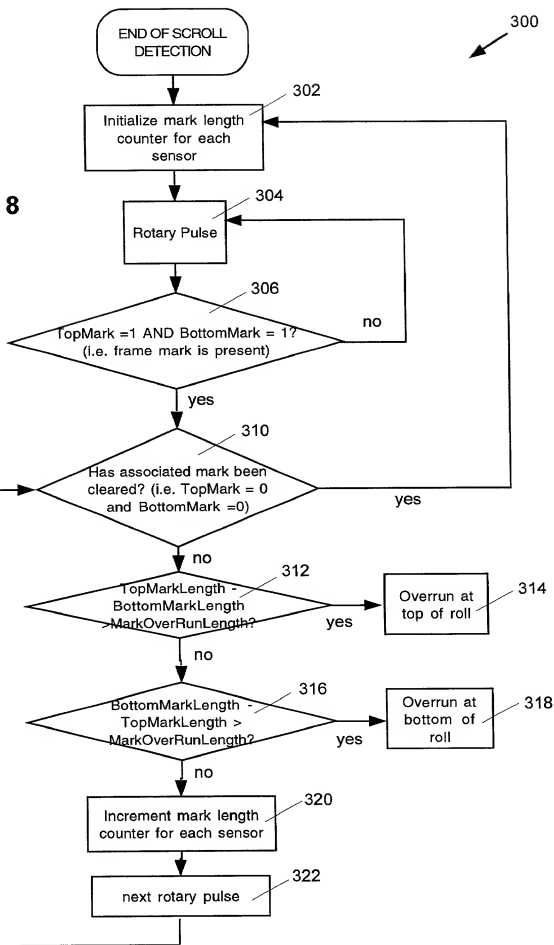 END OF SCROLL
DETECTION
300
302
Initialize mark length
counter for each
sensor
8
304
Rotary Pulse
306
TopMark =1 AND BottomMark = 1?
(i.e. frame mark is present)
no
yes
310
Has associated mark been
cleared? (i.e. TopMark = 0
and BottomMark =0)
yes
no
312
TopMarkLength -
BottomMarkLength
>MarkOverRunLength?
yes
Overrun at
top of roll
314
no
316
BottomMarkLength -
TopMarkLength >
MarkOverRunLength?
yes
Overrun at
bottom of
roll
318
no
320
Increment mark length
counter for each sensor
322
next rotary pulse